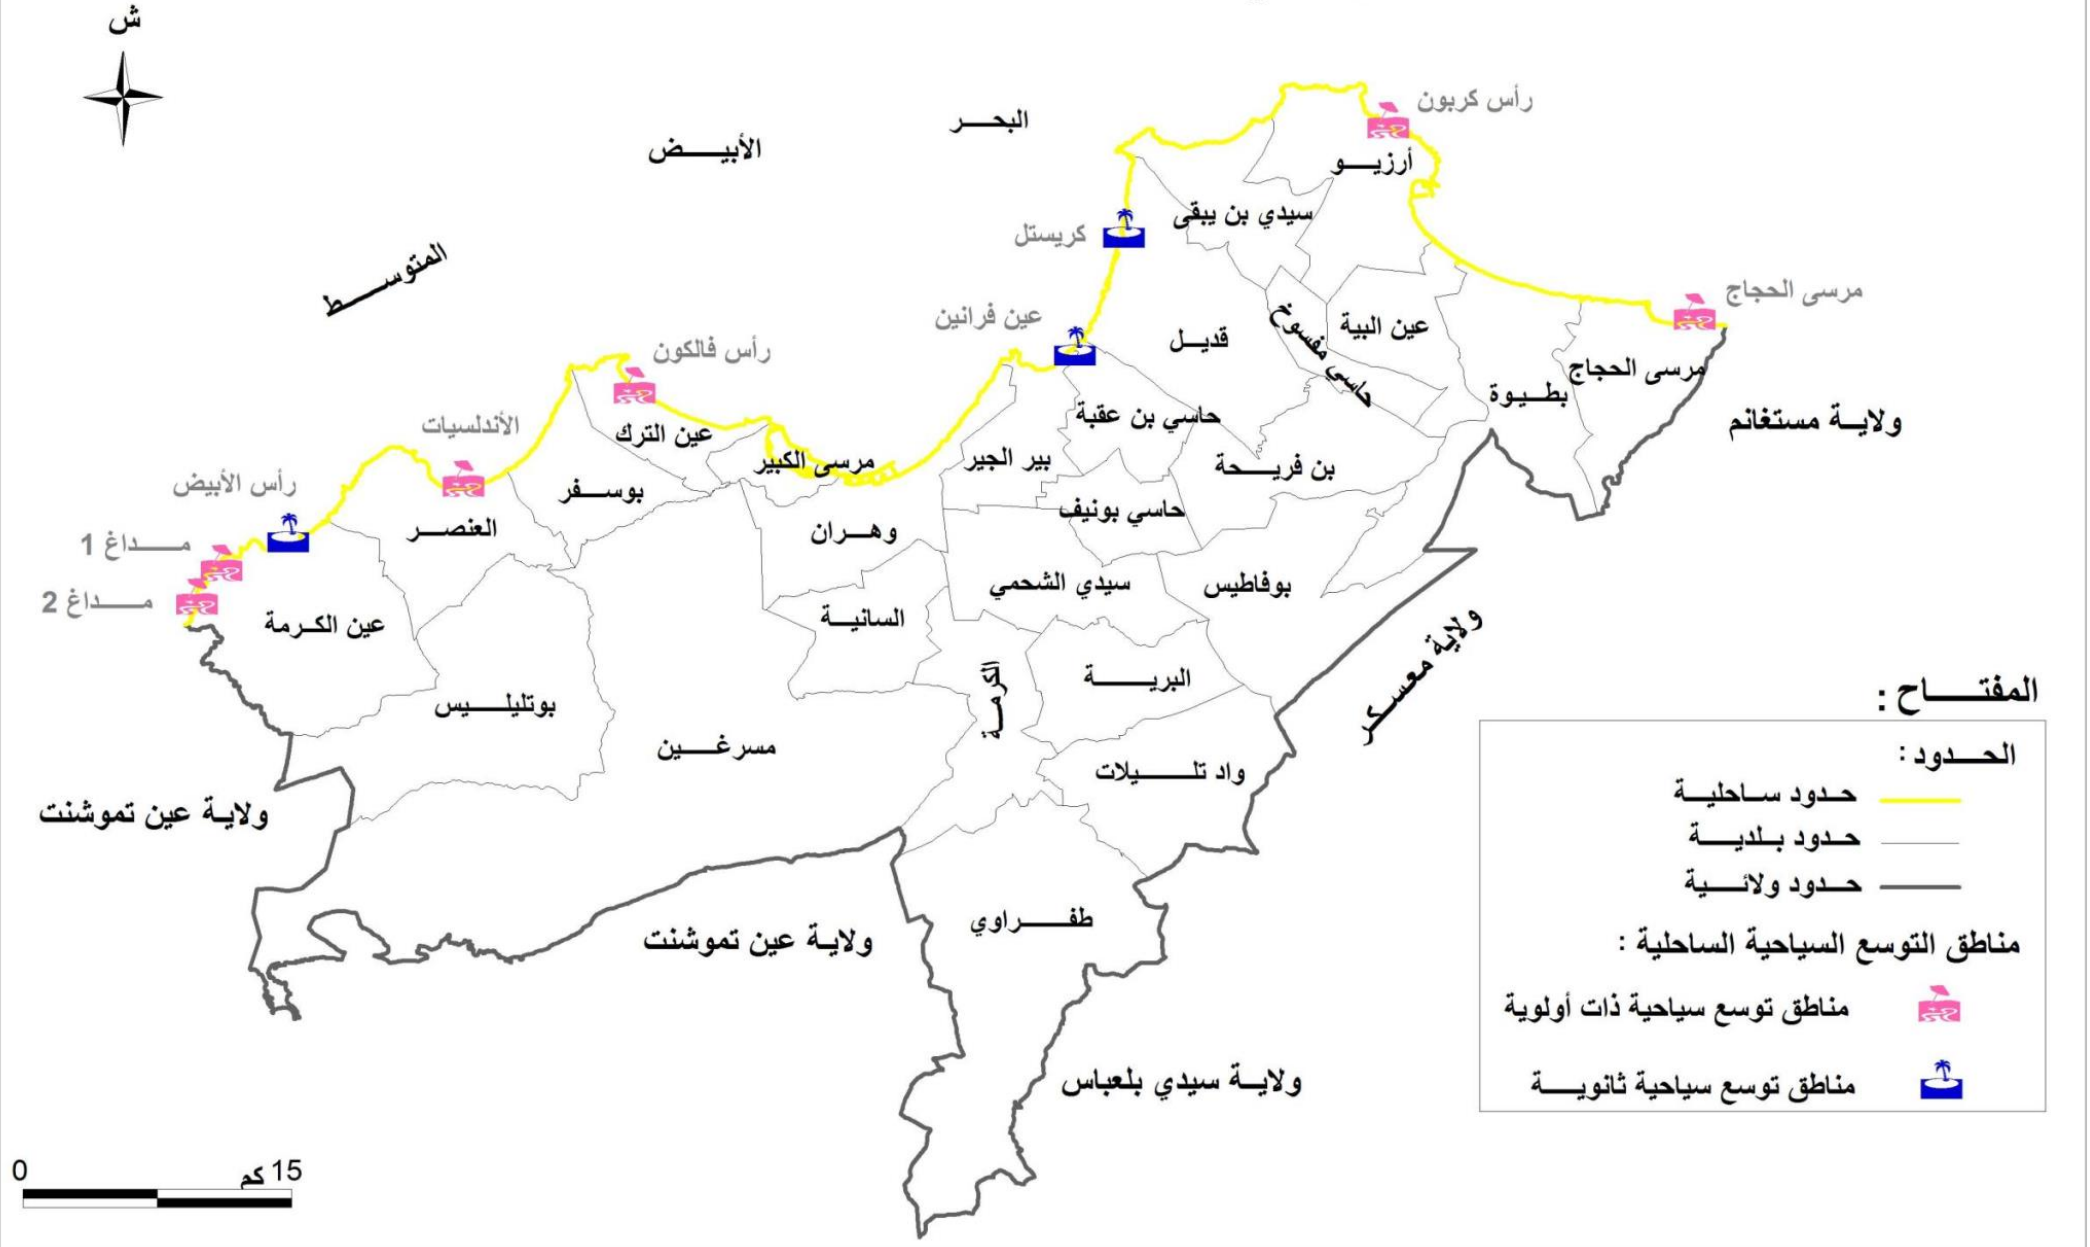 ش
البحر
الأبيض
المتوسط
رأس كربون
أرزيو
سيدي بن يبقى
كريستل
مرسى الحجاج
عين فرانين
قديل
حاسي مفسوخ
عين البية
مرسى الحجاج
بطيوة
ولاية مستغانم
رأس فالكون
عين الترك
مرسى الكبير
بير الجير
حاسي بن عقبة
بن فريحة
الأندلسيات
بوسفر
العنصر
رأس الأبيض
مداغ 1
مداغ 2
وهران
حاسي بونيف
سيدي الشحمي
بوفاطيس
السانية
عين الكرمة
بوتليليس
مسرغين
الكرمة
البرية
واد تليلات
ولاية معسكر
ولاية عين تموشنت
ولاية عين تموشنت
طفراوي
ولاية سيدي بلعباس
المفتاح :
الحدود :
حدود ساحلية
حدود بلدية
حدود ولائية
مناطق التوسع السياحية الساحلية :
مناطق توسع سياحية ذات أولوية
مناطق توسع سياحية ثانوية
0 15 كم